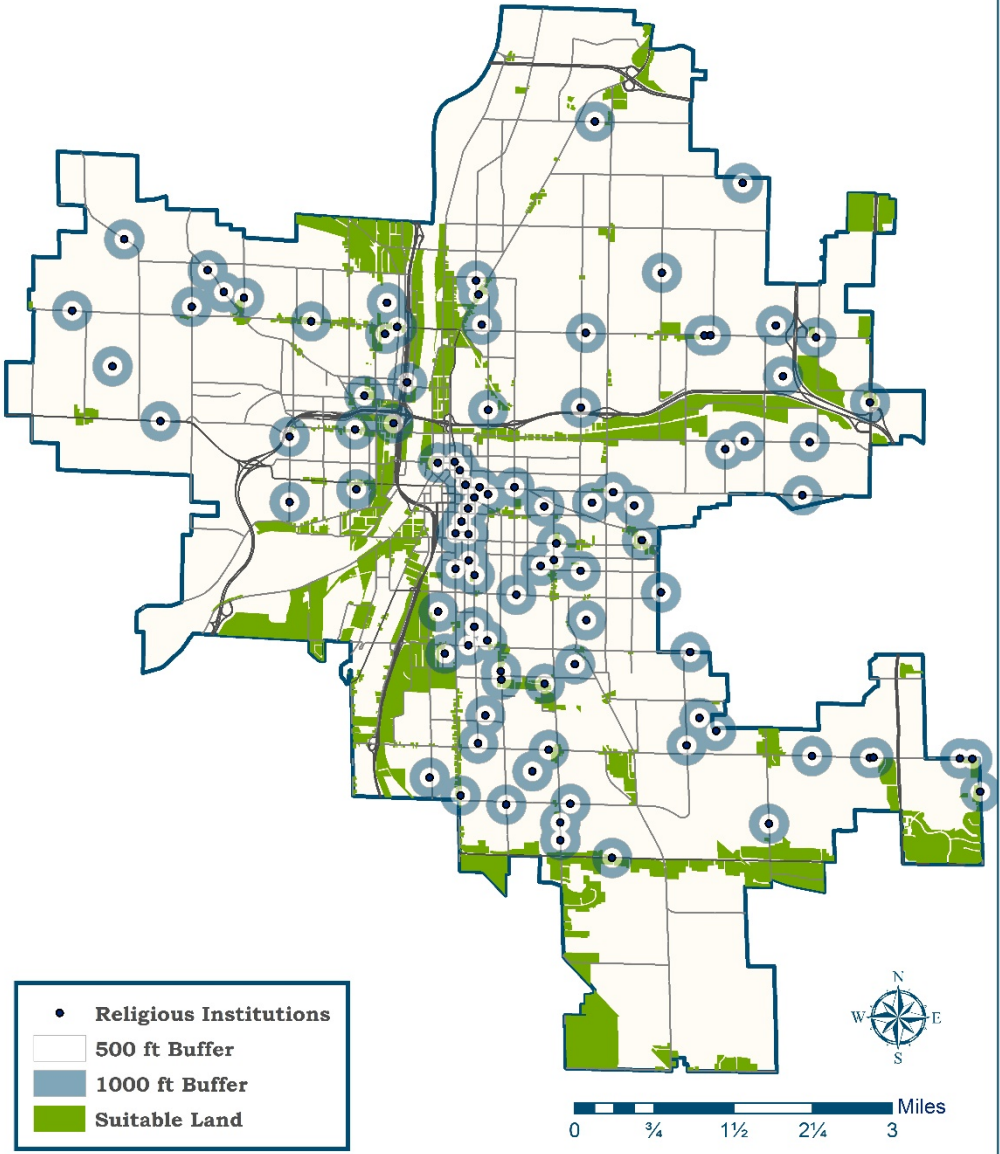 Religious Institutions
500 ft Buffer
1000 ft Buffer
Suitable Land
N
W E
S
Miles
0 ¾ 1½ 2¼ 3